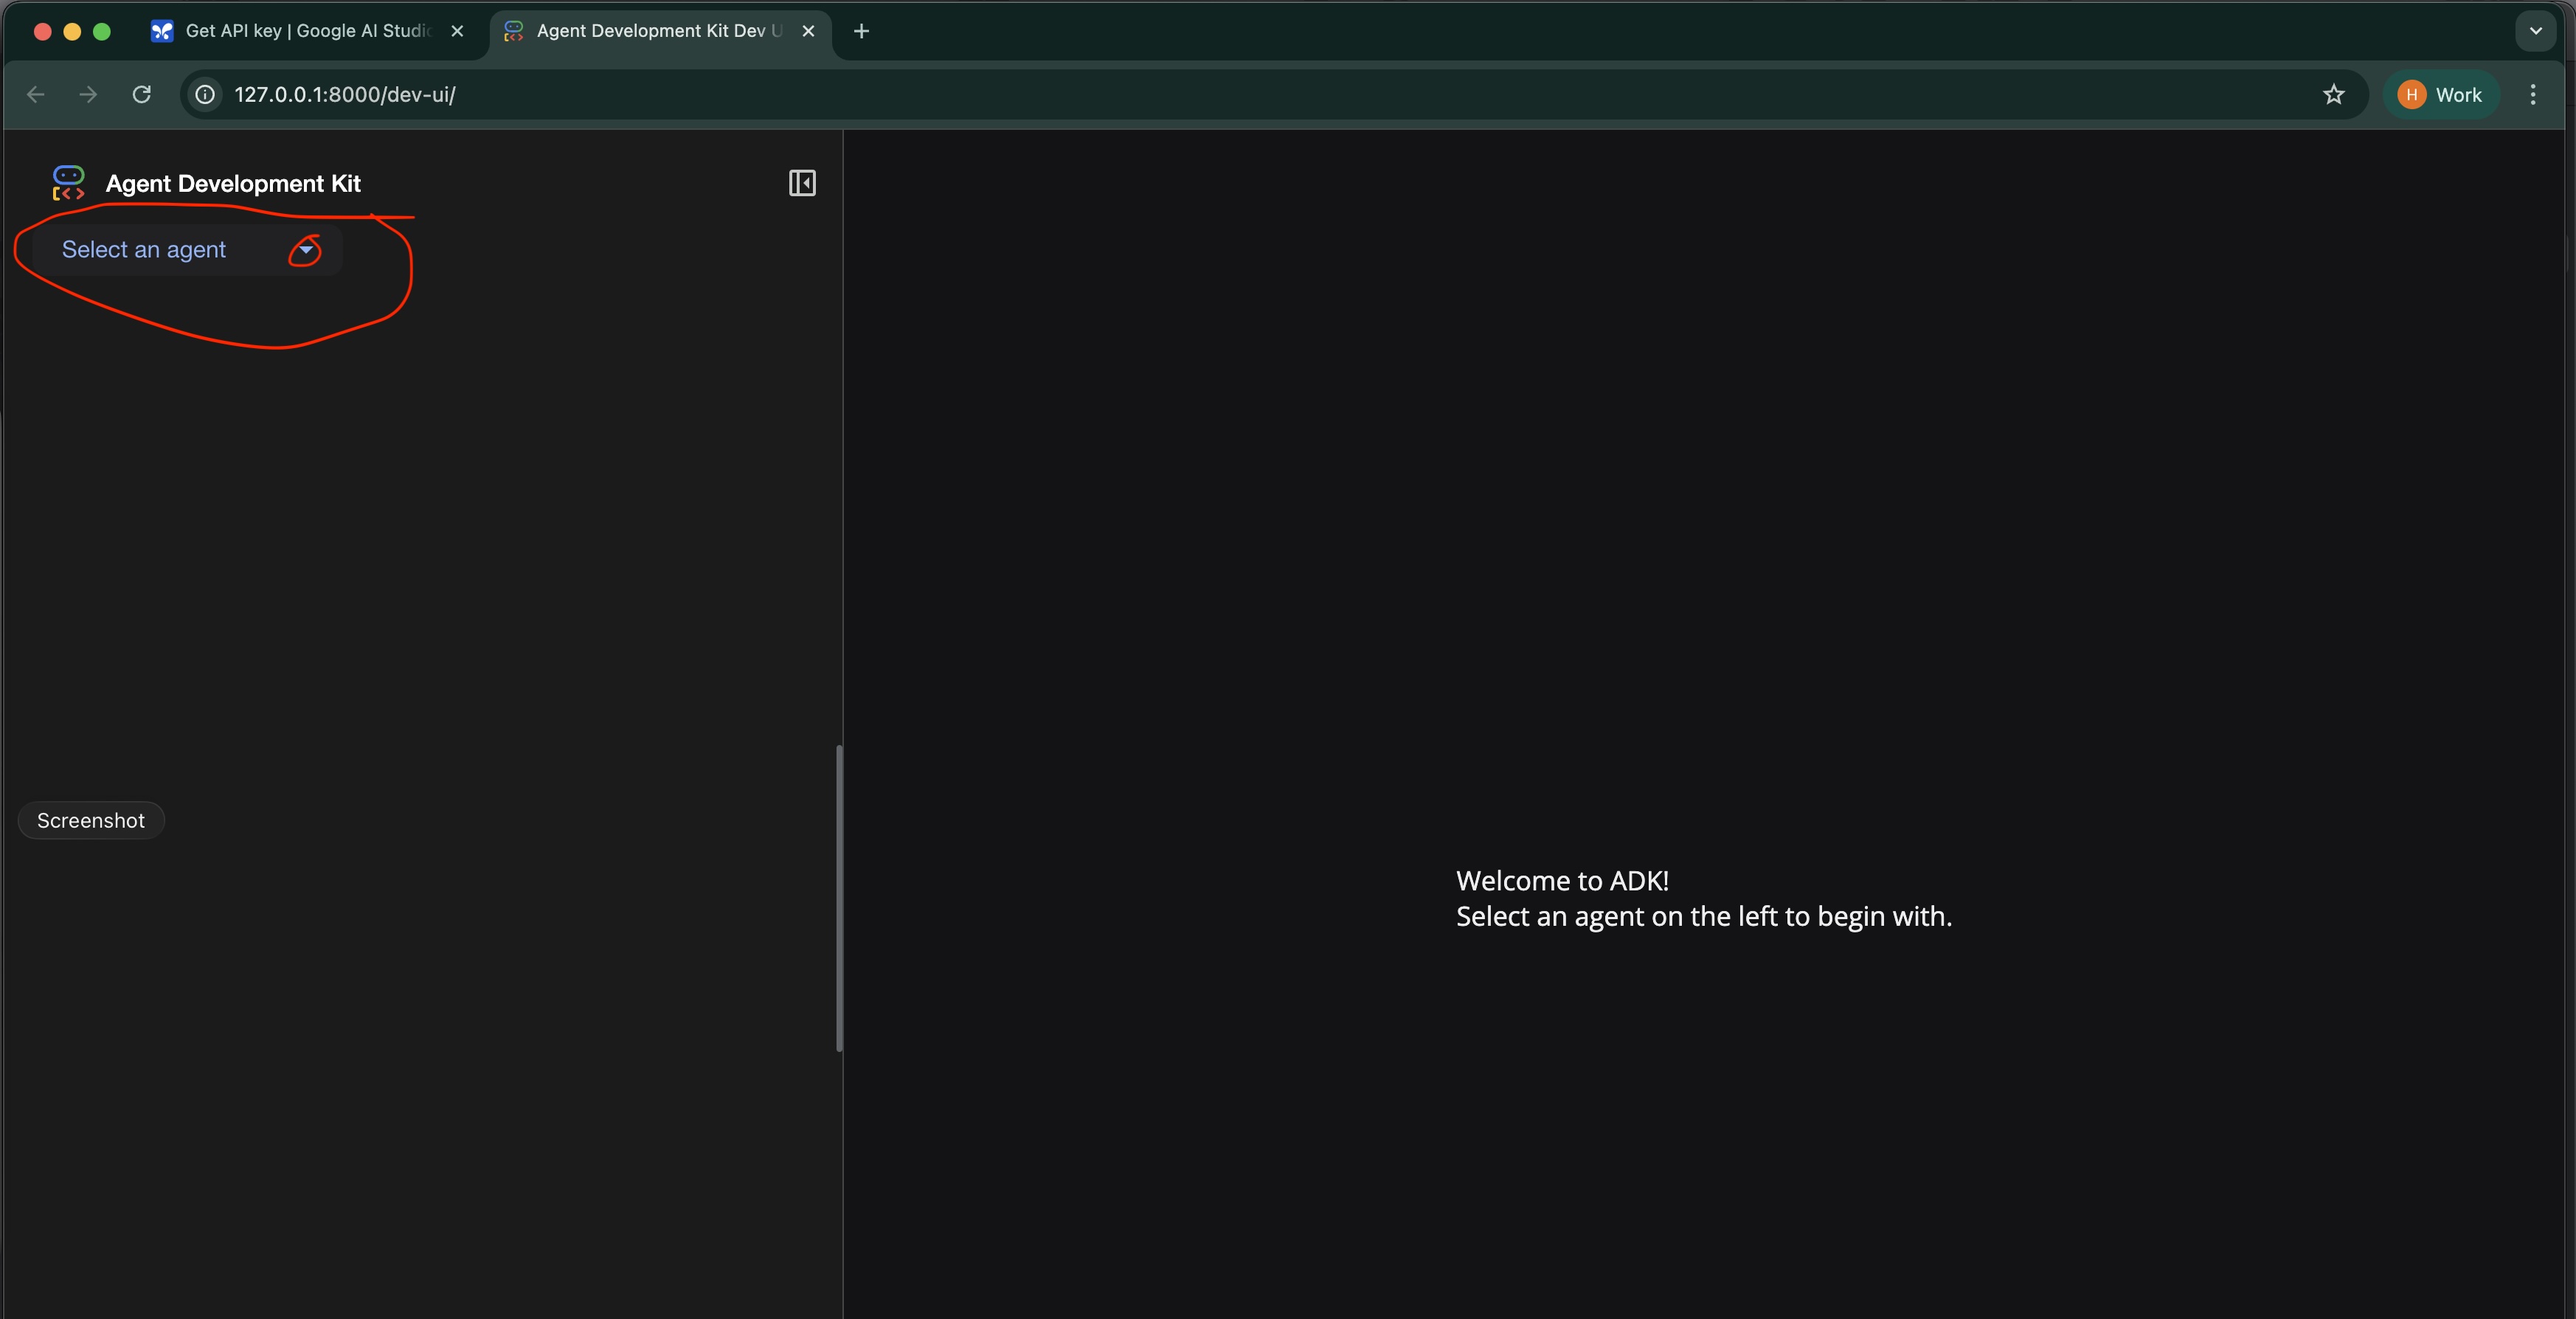 Get API key | Google AI Studio
Agent Development Kit Dev U
127.0.0.1:8000/dev-ui/
H
Work
Agent Development Kit
Select an agent
Screenshot
Welcome to ADK!
Select an agent on the left to begin with.